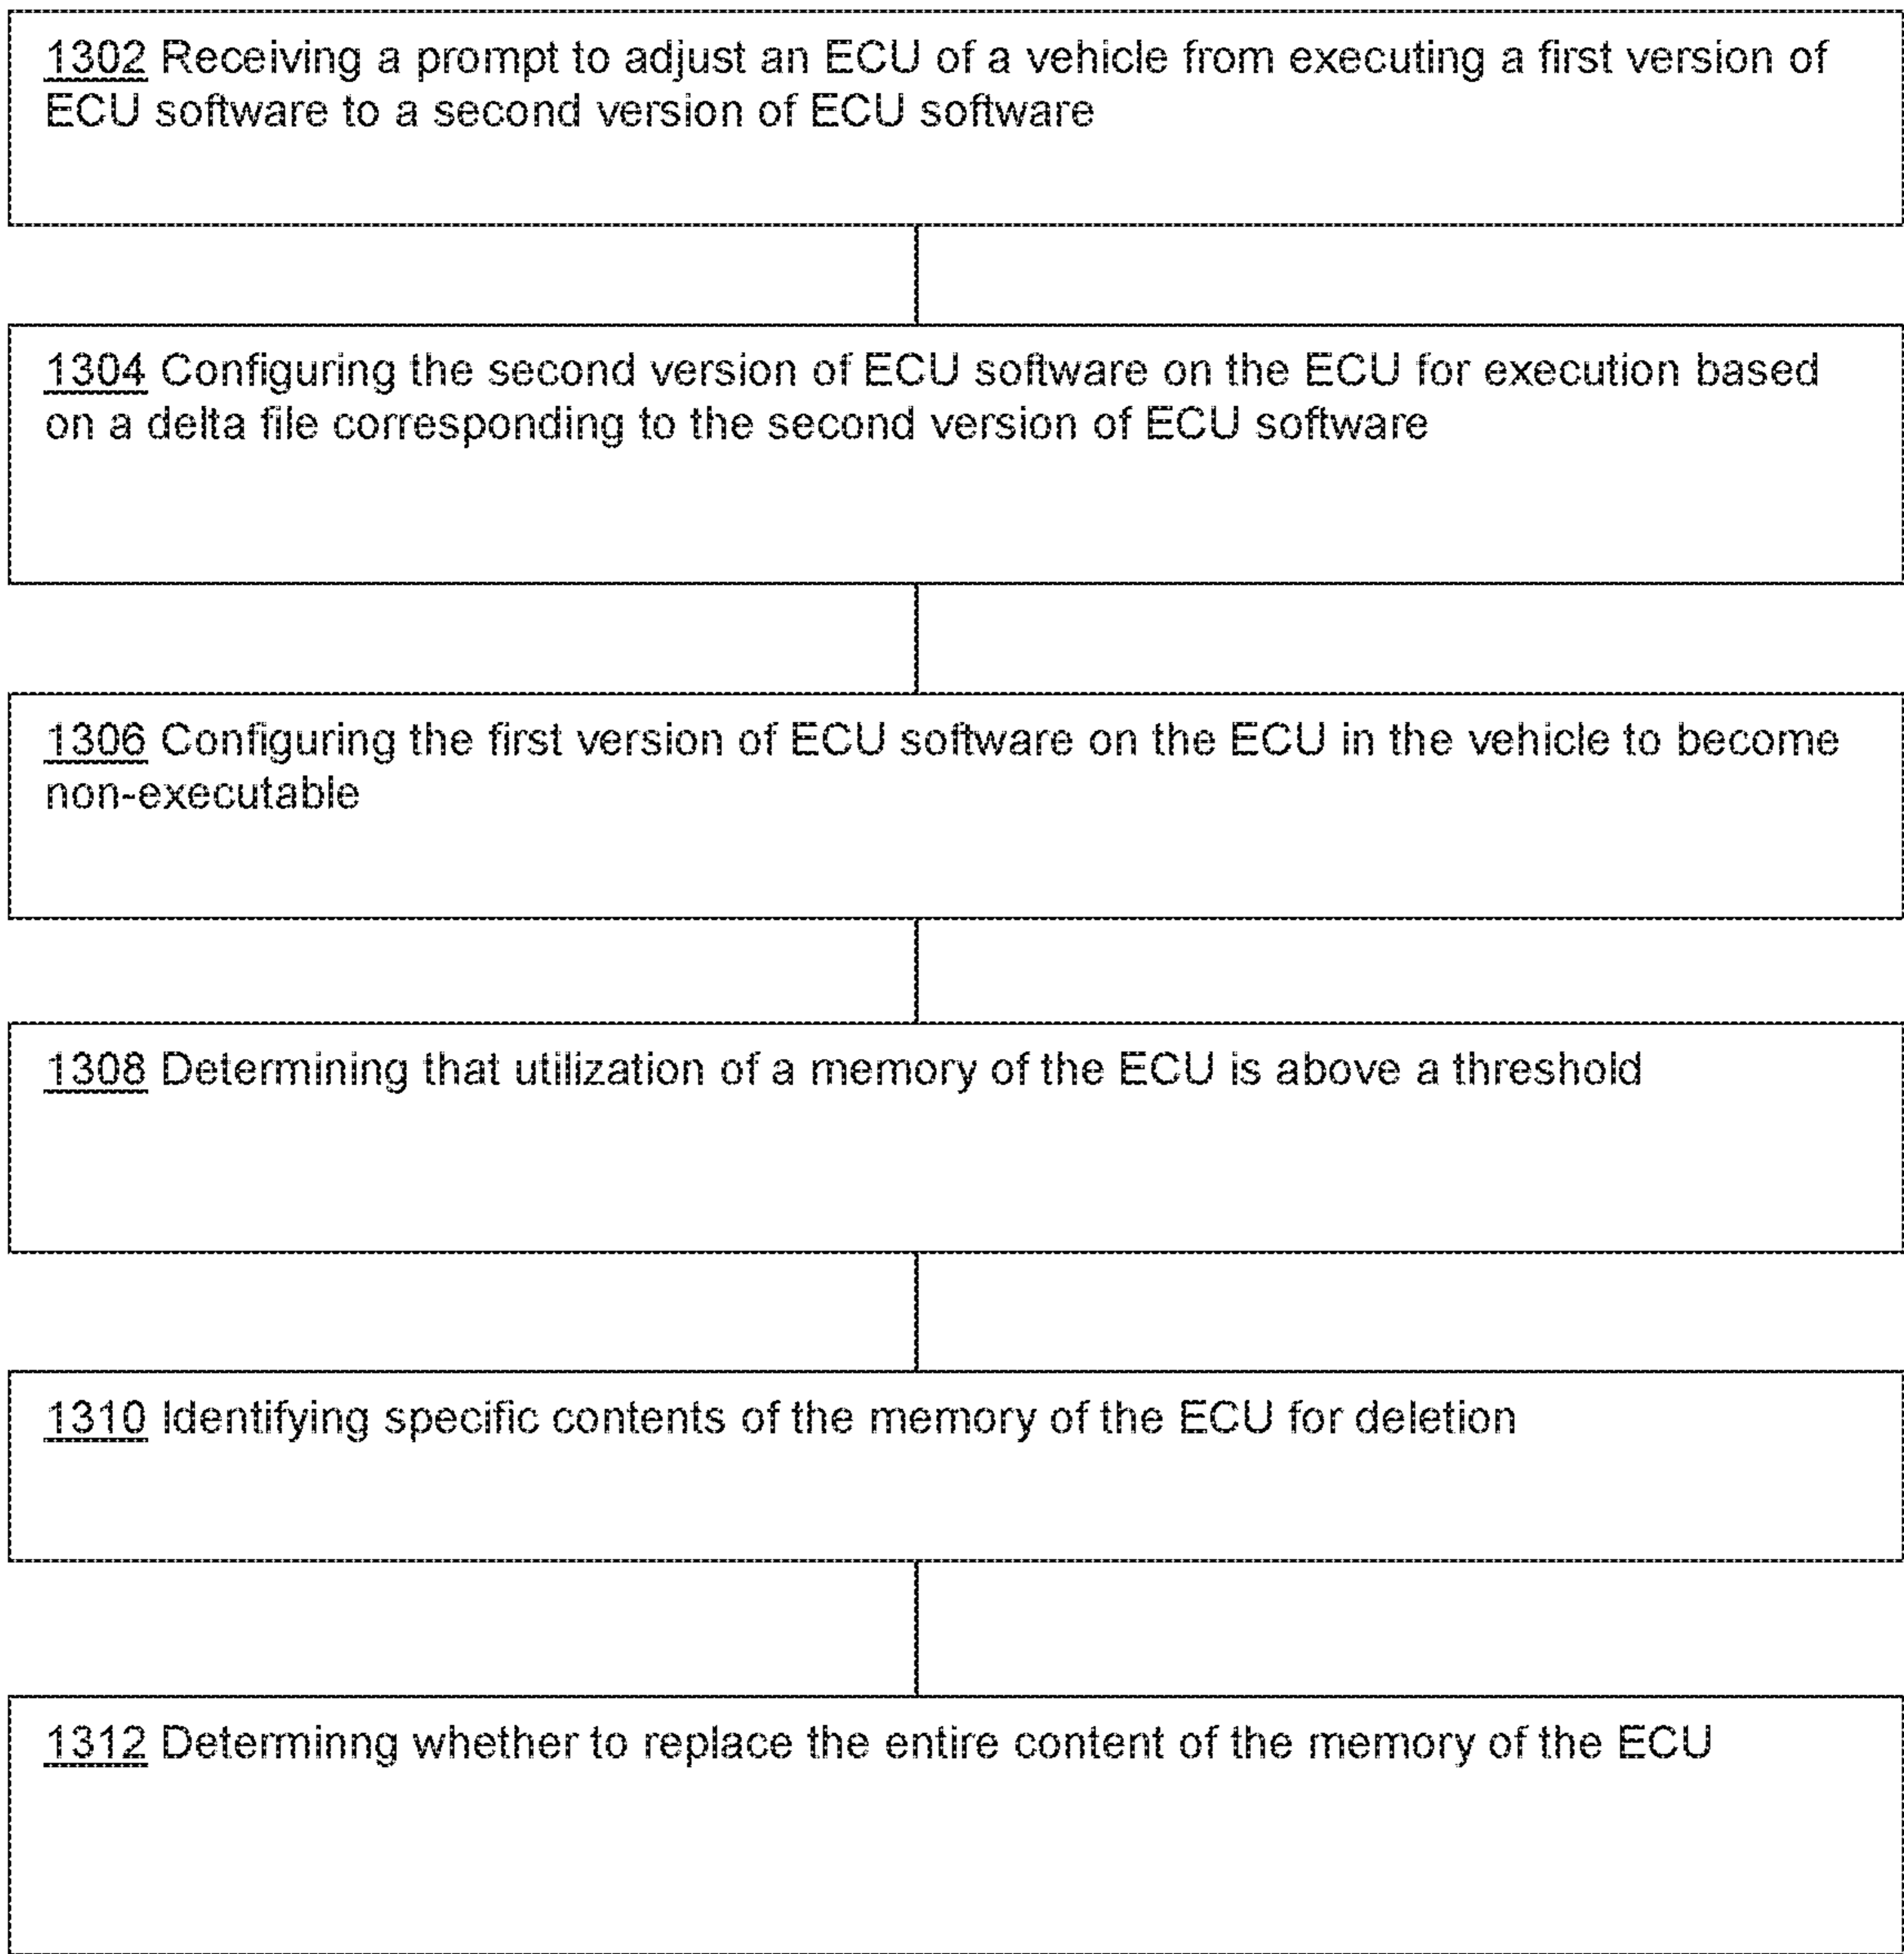 1302 Receiving a prompt to adjust an ECU of a vehicle from executing a first version of
ECU software to a second version of ECU software
1304 Configuring the second version of ECU software on the ECU for execution based
on a delta file corresponding to the second version of ECU software
1306 Configuring the first version of ECU software on the ECU in the vehicle to become
non-executable
1308 Determining that utilization of a memory of the ECU is above a threshold
1310 Identifying specific contents of the memory of the ECU for deletion
1312 Determinng whether to replace the entire content of the memory of the ECU